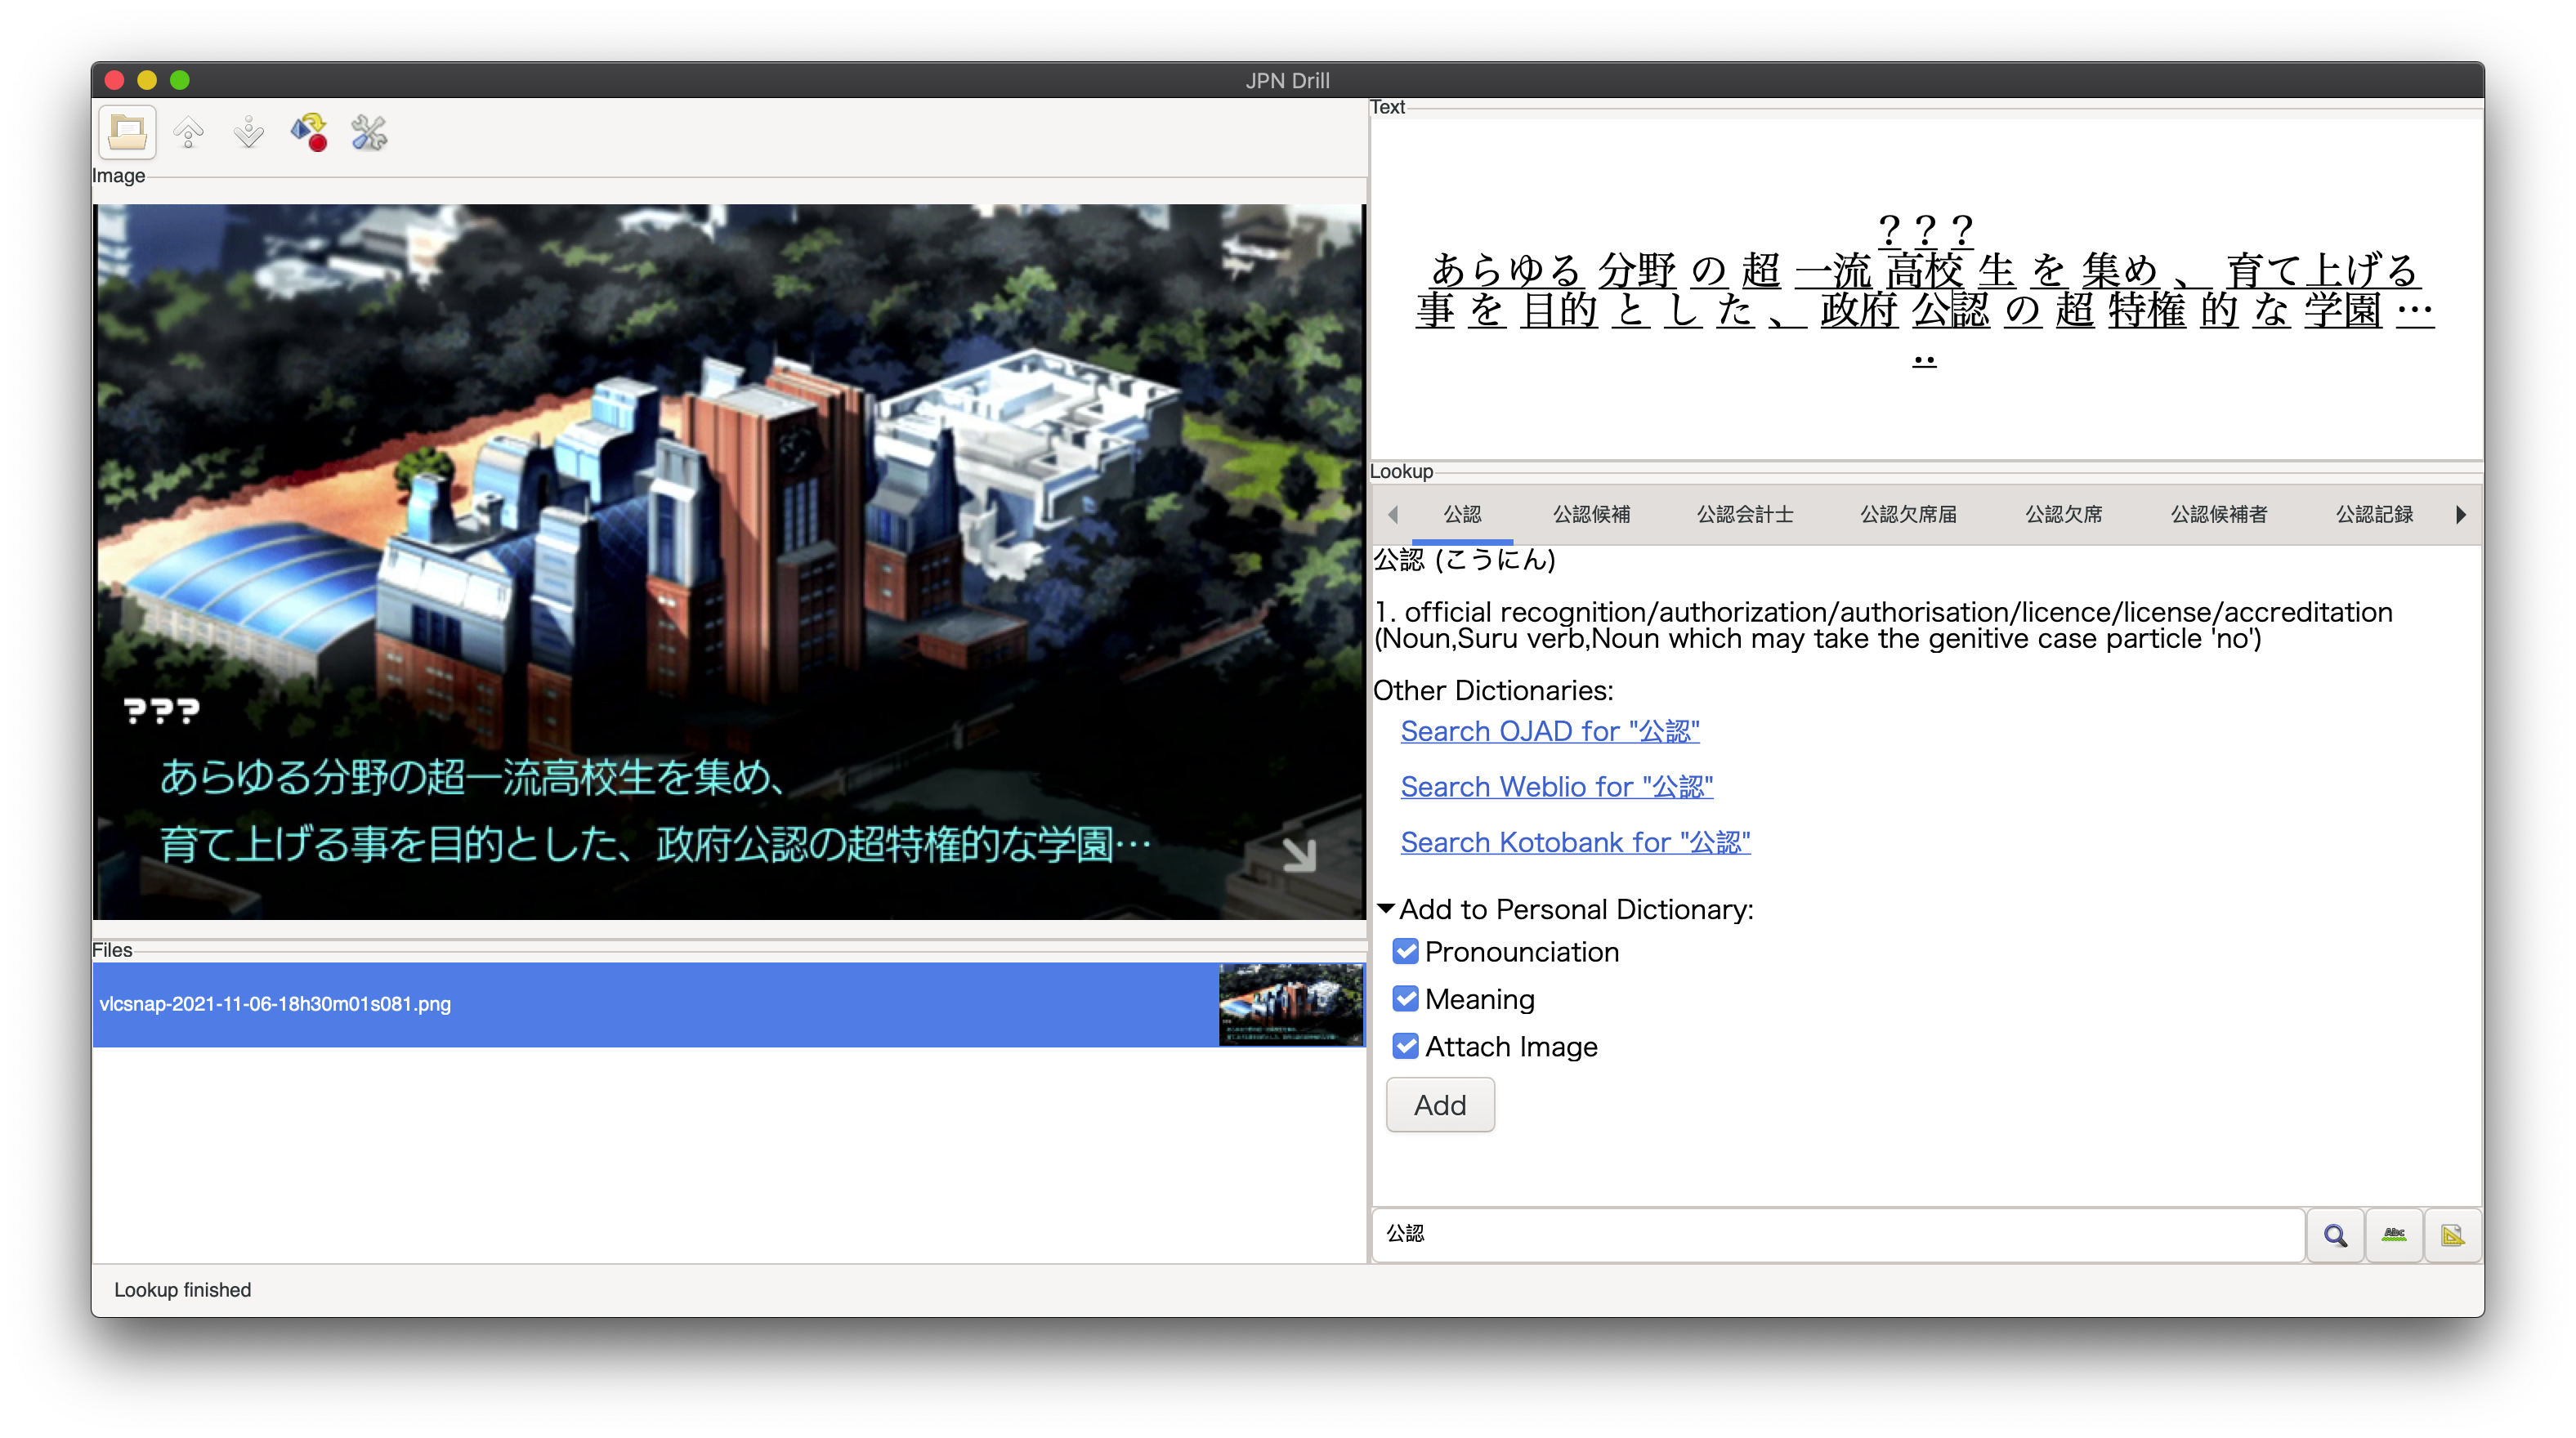 JPN Drill
Image
???
あらゆる分野の超一流高校生を集め、
育て上げる事を目的とした、政府公認の超特権的な学園…
Files
vlcsnap-2021-11-06-18h30m01s081.png
Text
? ? ?
あらゆる 分野 の 超 一流 高校 生 を 集め 、 育て上げる
事 を 目的 と し た 、 政府 公認 の 超 特権 的 な 学園 …
..
Lookup
公認 公認候補 公認会計士 公認欠席届 公認欠席 公認候補者 公認記録
公認 (こうにん)
1. official recognition/authorization/authorisation/licence/license/accreditation
(Noun,Suru verb,Noun which may take the genitive case particle 'no')
Other Dictionaries:
Search OJAD for "公認"
Search Weblio for "公認"
Search Kotobank for "公認"
Add to Personal Dictionary:
Pronounciation
Meaning
Attach Image
Add
公認
Abc
Lookup finished